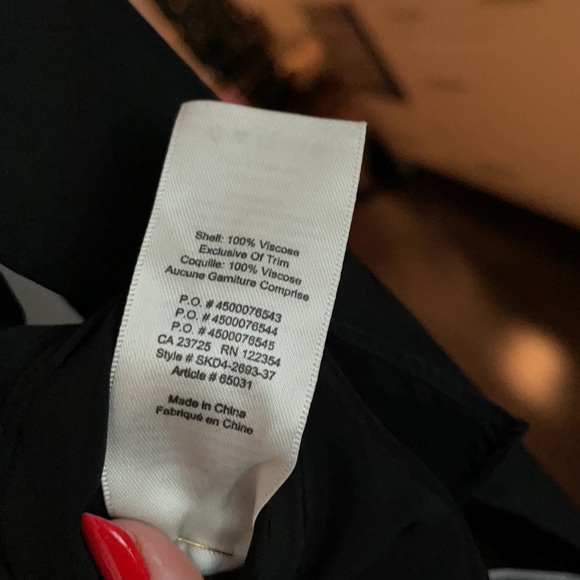 Shell: 100% Viscose
Exclusive Of Trim
Coquille: 100% Viscose
Aucune Garniture Comprise
P.O. # 4500076543
P.O. # 4500076544
P.O. # 4500076545
CA 23725 RN 122354
Style # SKD4-2693-37
Article # 65031
Made in China
Fabriqué en Chine